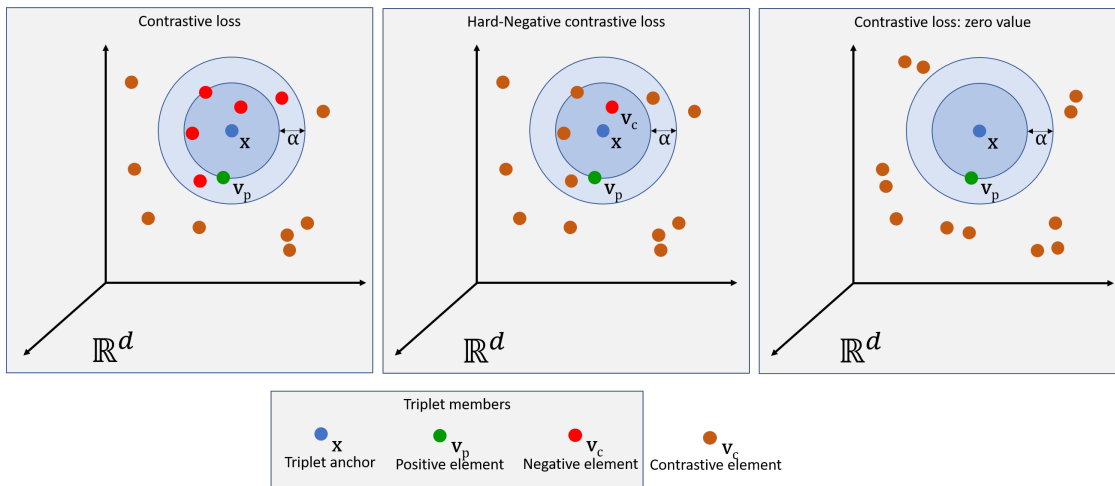 Contrastive loss
x
α
v_p
ℝ^d
Hard-Negative contrastive loss
v_c
x
α
v_p
ℝ^d
Contrastive loss: zero value
x
α
v_p
ℝ^d
Triplet members
x
Triplet anchor
v_p
Positive element
v_c
Negative element
v_c
Contrastive element